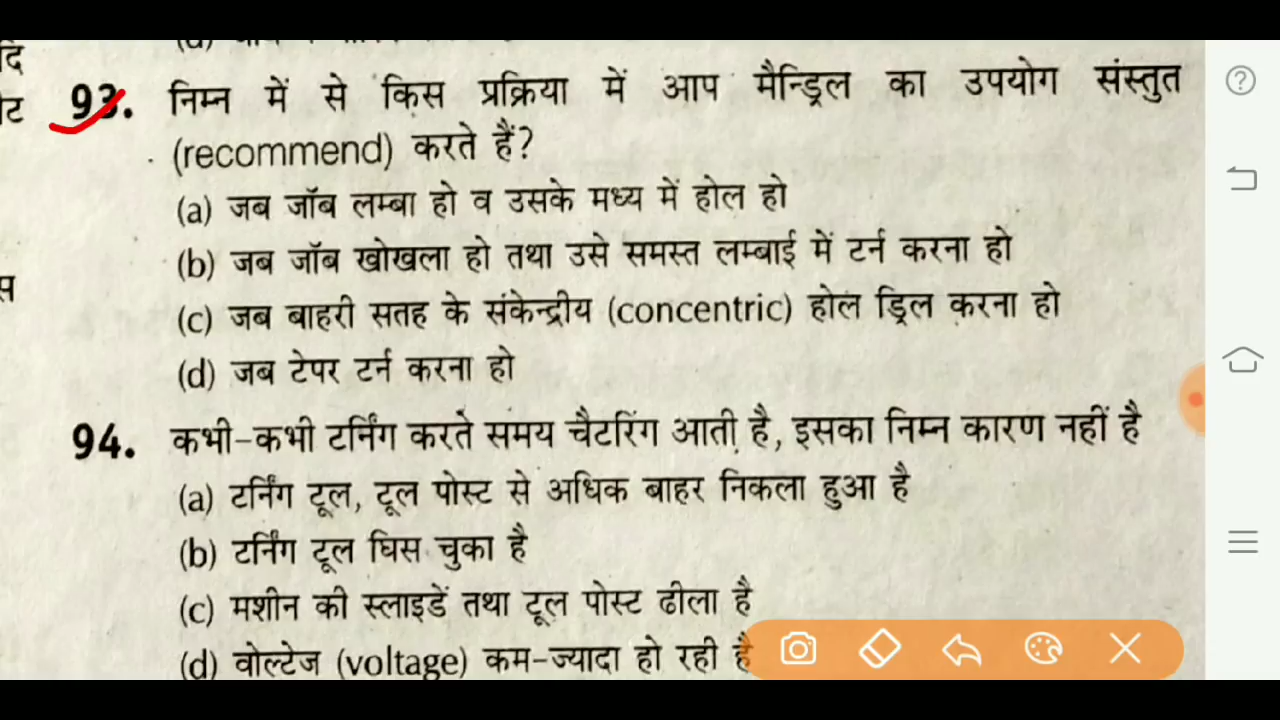 दि
ोट
स
93. निम्न में से किस प्रक्रिया में आप मैन्ड्रिल का उपयोग संस्तुत
(recommend) करते हैं?
(a) जब जॉब लम्बा हो व उसके मध्य में होल हो
(b) जब जॉब खोखला हो तथा उसे समस्त लम्बाई में टर्न करना हो
(c) जब बाहरी सतह के संकेन्द्रीय (concentric) होल ड्रिल करना हो
(d) जब टेपर टर्न करना हो
94. कभी-कभी टर्निंग करते समय चैटरिंग आती है, इसका निम्न कारण नहीं है
(a) टर्निंग टूल, टूल पोस्ट से अधिक बाहर निकला हुआ है
(b) टर्निंग टूल घिस चुका है
(c) मशीन की स्लाइडें तथा टूल पोस्ट ढीला है
(d) वोल्टेज (voltage) कम-ज्यादा हो रही है